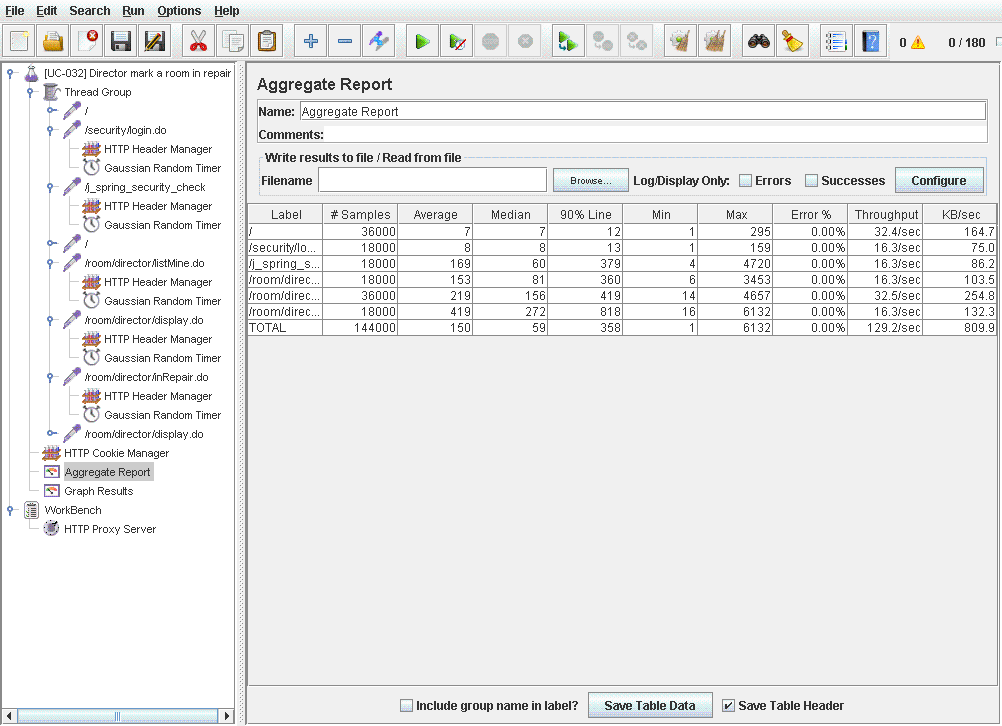 File Edit Search Run Options Help
0 0 / 180
[UC-032] Director mark a room in repair
Thread Group
/
/security/login.do
HTTP Header Manager
Gaussian Random Timer
/j_spring_security_check
HTTP Header Manager
Gaussian Random Timer
/
/room/director/listMine.do
HTTP Header Manager
Gaussian Random Timer
/room/director/display.do
HTTP Header Manager
Gaussian Random Timer
/room/director/inRepair.do
HTTP Header Manager
Gaussian Random Timer
/room/director/display.do
HTTP Cookie Manager
Aggregate Report
Graph Results
WorkBench
HTTP Proxy Server
Aggregate Report
Name: Aggregate Report
Comments:
Write results to file / Read from file
Filename Browse... Log/Display Only: Errors Successes Configure
Label # Samples Average Median 90% Line Min Max Error % Throughput KB/sec
/ 36000 7 7 12 1 295 0.00% 32.4/sec 164.7
/security/lo... 18000 8 8 13 1 159 0.00% 16.3/sec 75.0
/j_spring_s... 18000 169 60 379 4 4720 0.00% 16.3/sec 86.2
/room/direc... 18000 153 81 360 6 3453 0.00% 16.3/sec 103.5
/room/direc... 36000 219 156 419 14 4657 0.00% 32.5/sec 254.8
/room/direc... 18000 419 272 818 16 6132 0.00% 16.3/sec 132.3
TOTAL 144000 150 59 358 1 6132 0.00% 129.2/sec 809.9
Include group name in label? Save Table Data Save Table Header